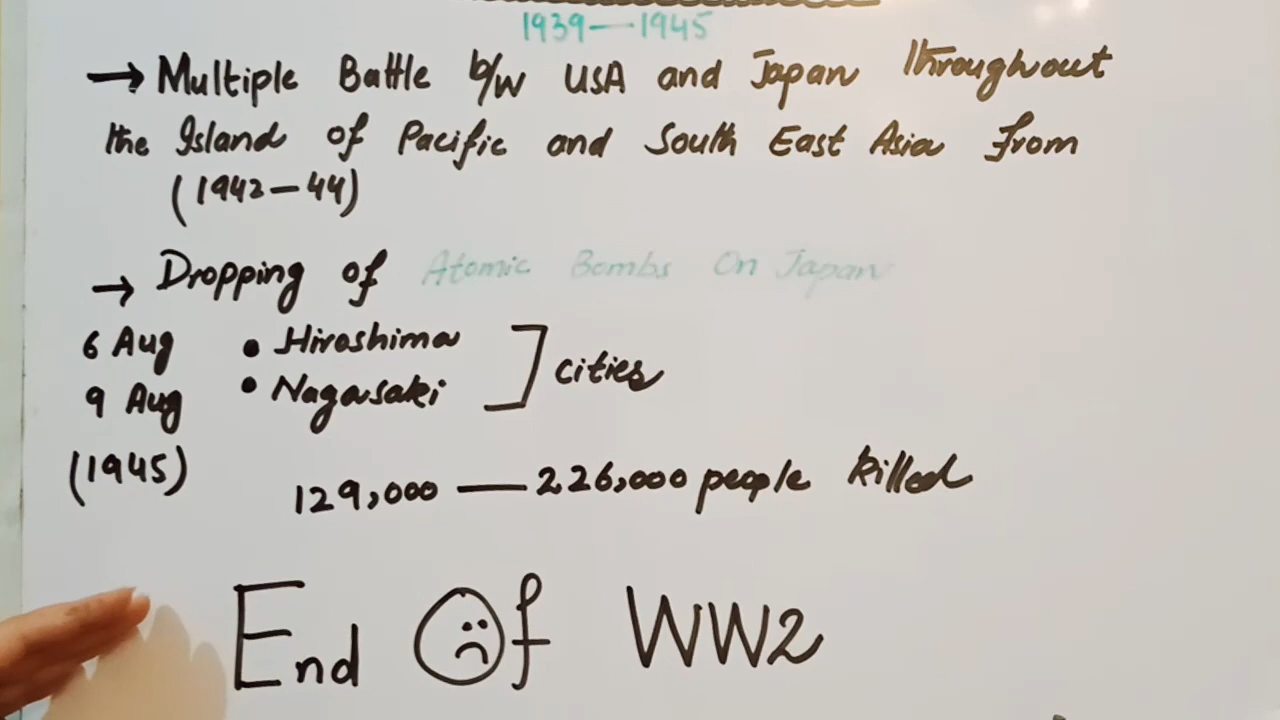 1939—1945
→ Multiple Battle b/w USA and Japan Throughout
the Island of Pacific and South East Asia From
(1942—44)
→ Dropping of Atomic Bombs On Japan
6 Aug • Hiroshima
9 Aug • Nagasaki ] cities
(1945)
129,000 — 226,000 people killed
End Of WW2